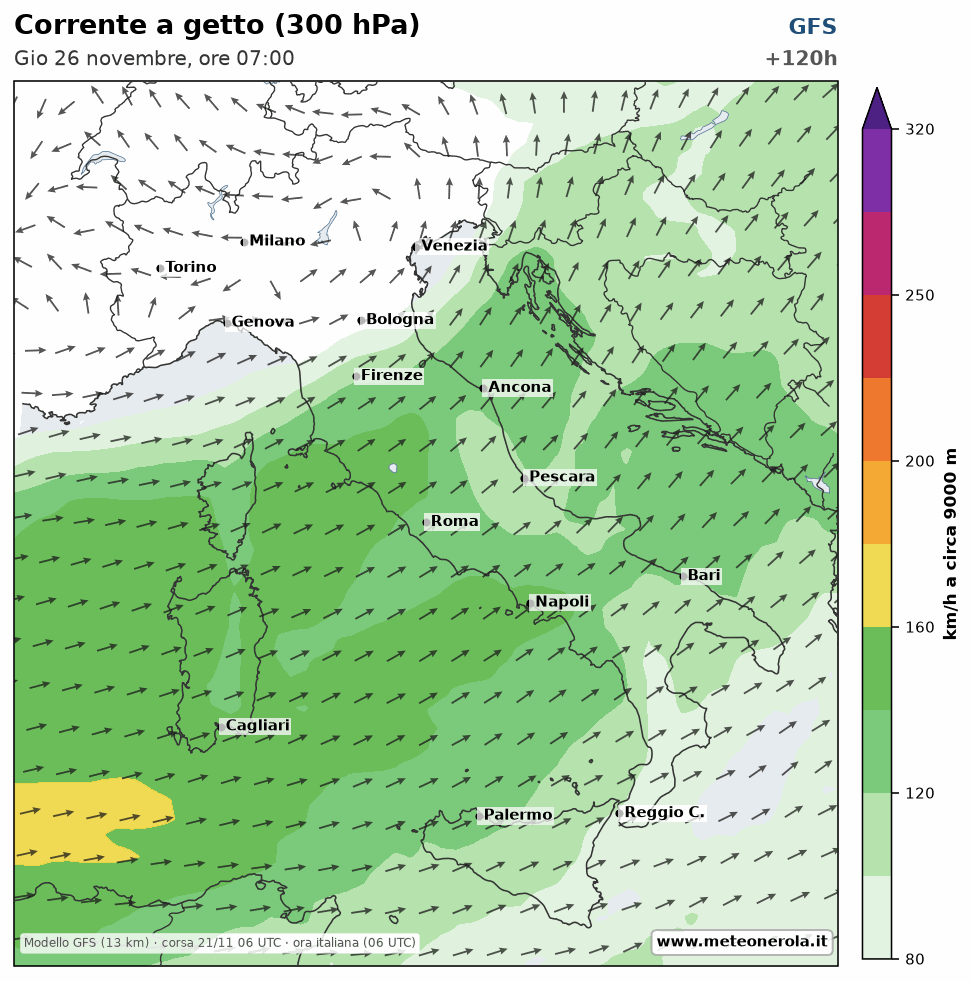 Corrente a getto (300 hPa)
GFS
Gio 26 novembre, ore 07:00
+120h
Milano
Venezia
Torino
Genova
Bologna
Firenze
Ancona
Pescara
Roma
Bari
Napoli
Cagliari
Palermo
Reggio C.
Modello GFS (13 km) · corsa 21/11 06 UTC · ora italiana (06 UTC)
www.meteonerola.it
320
250
200
160
120
80
km/h a circa 9000 m